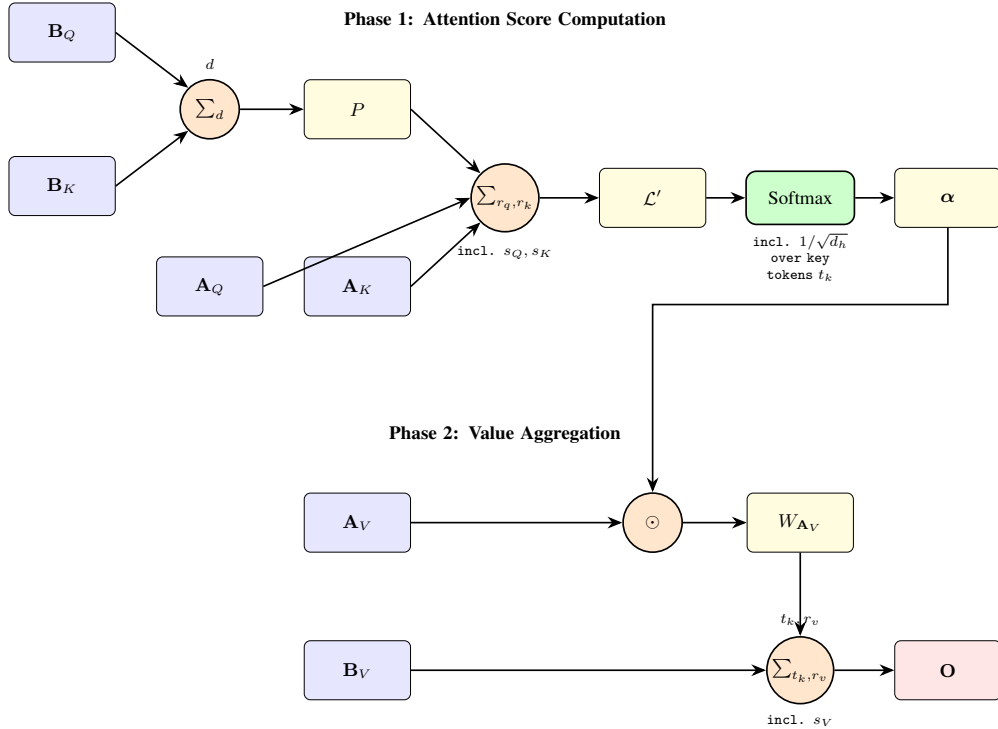 Phase 1: Attention Score Computation
B_Q
d
∑_d
P
B_K
∑_{r_q,r_k}
incl. s_Q, s_K
ℒ′
Softmax
incl. 1/√d_h
over key
tokens t_k
α
A_Q
A_K
Phase 2: Value Aggregation
A_V
⊙
W_{A_V}
t_k, r_v
B_V
∑_{t_k,r_v}
incl. s_V
O